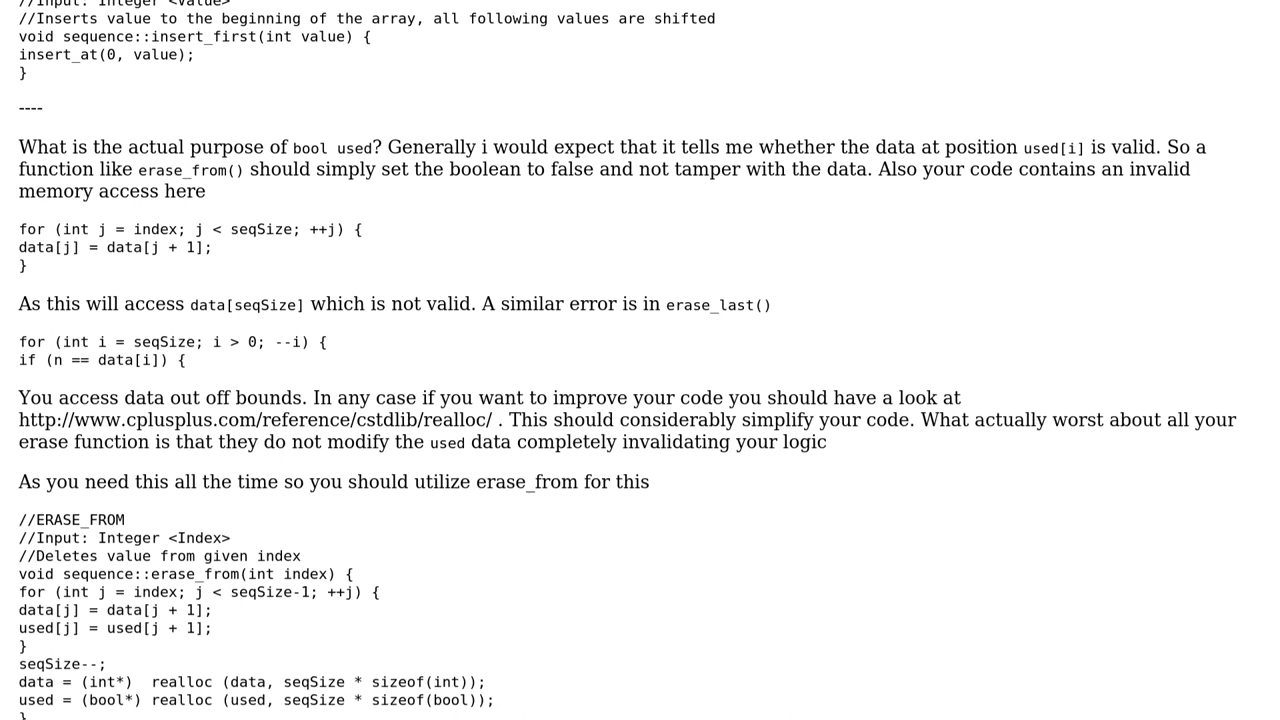 //Input: Integer <Value>
//Inserts value to the beginning of the array, all following values are shifted
void sequence::insert_first(int value) {
insert_at(0, value);
}
----
What is the actual purpose of bool used? Generally i would expect that it tells me whether the data at position used[i] is valid. So a
function like erase_from() should simply set the boolean to false and not tamper with the data. Also your code contains an invalid
memory access here
for (int j = index; j < seqSize; ++j) {
data[j] = data[j + 1];
}
As this will access data[seqSize] which is not valid. A similar error is in erase_last()
for (int i = seqSize; i > 0; --i) {
if (n == data[i]) {
You access data out off bounds. In any case if you want to improve your code you should have a look at
http://www.cplusplus.com/reference/cstdlib/realloc/ . This should considerably simplify your code. What actually worst about all your
erase function is that they do not modify the used data completely invalidating your logic
As you need this all the time so you should utilize erase_from for this
//ERASE_FROM
//Input: Integer <Index>
//Deletes value from given index
void sequence::erase_from(int index) {
for (int j = index; j < seqSize-1; ++j) {
data[j] = data[j + 1];
used[j] = used[j + 1];
}
seqSize--;
data = (int*)  realloc (data, seqSize * sizeof(int));
used = (bool*) realloc (used, seqSize * sizeof(bool));
}